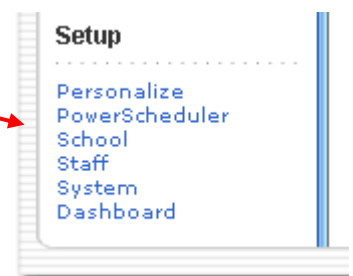 Setup
Personalize
PowerScheduler
School
Staff
System
Dashboard